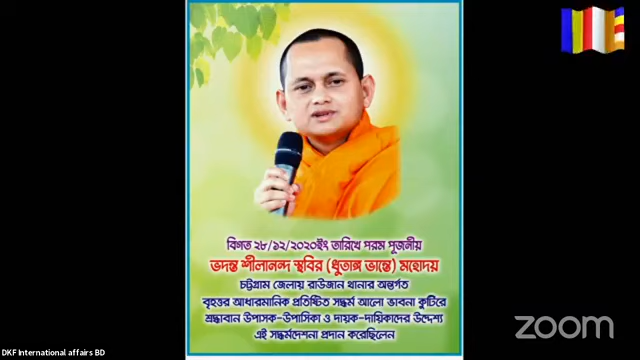 বিগত ২৮/১২/২০২০ইং তারিখে পরম পূজনীয়
ভদন্ত শীলানন্দ স্থবির (ধুতাঙ্গ ভান্তে) মহোদয়
চট্টগ্রাম জেলায় রাউজান থানার অন্তর্গত
বৃহত্তর আধারমানিক প্রতিষ্ঠিত সদ্ধর্ম আলো ভাবনা কুটিরে
শ্রদ্ধাবান উপাসক-উপাসিকা ও দায়ক-দায়িকাদের উদ্দেশ্য
এই সদ্ধর্মদেশনা প্রদান করেছিলেন
zoom
DKF International affairs BD